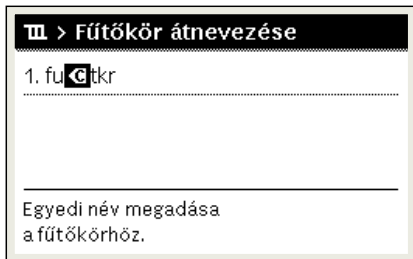 > Fűtőkör átnevezése
1. fuCtkr
Egyedi név megadása
a fűtőkörhöz.